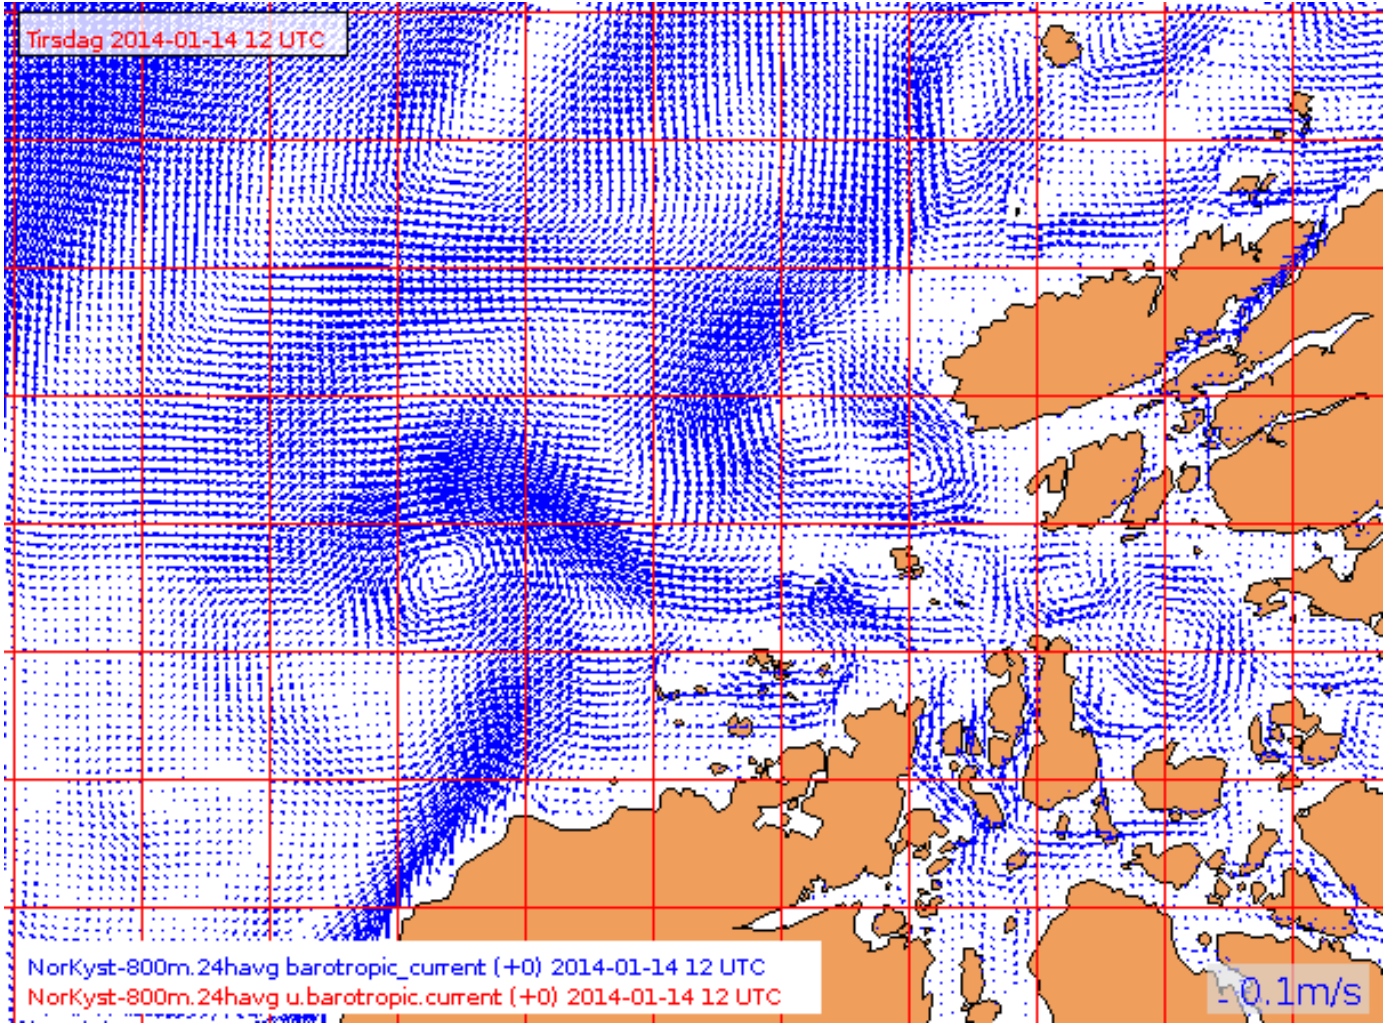 Tirsdag 2014-01-14 12 UTC
NorKyst-800m.24havg barotropic_current (+0) 2014-01-14 12 UTC
NorKyst-800m.24havg u.barotropic.current (+0) 2014-01-14 12 UTC
0.1m/s